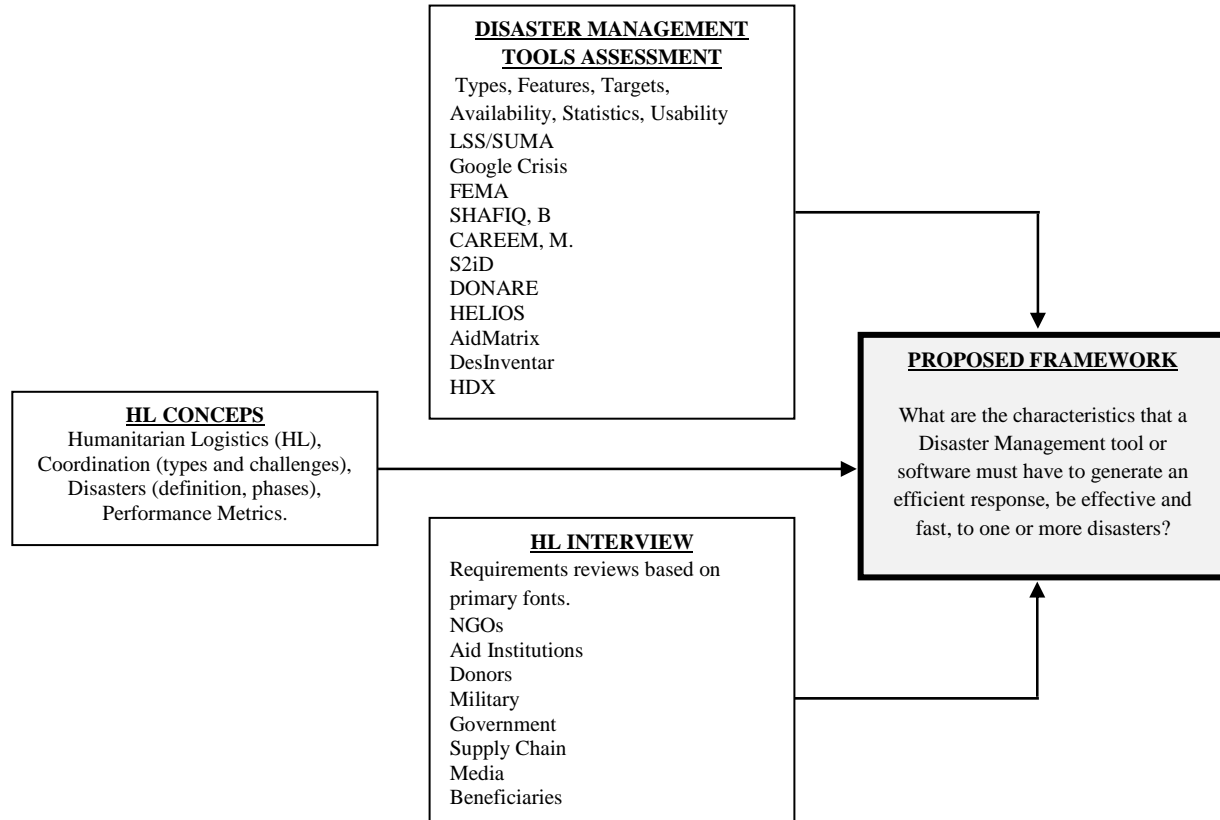 DISASTER MANAGEMENT
TOOLS ASSESSMENT
Types, Features, Targets,
Availability, Statistics, Usability
LSS/SUMA
Google Crisis
FEMA
SHAFIQ, B
CAREEM, M.
S2iD
DONARE
HELIOS
AidMatrix
DesInventar
HDX
HL CONCEPS
Humanitarian Logistics (HL),
Coordination (types and challenges),
Disasters (definition, phases),
Performance Metrics.
HL INTERVIEW
Requirements reviews based on
primary fonts.
NGOs
Aid Institutions
Donors
Military
Government
Supply Chain
Media
Beneficiaries
PROPOSED FRAMEWORK
What are the characteristics that a
Disaster Management tool or
software must have to generate an
efficient response, be effective and
fast, to one or more disasters?